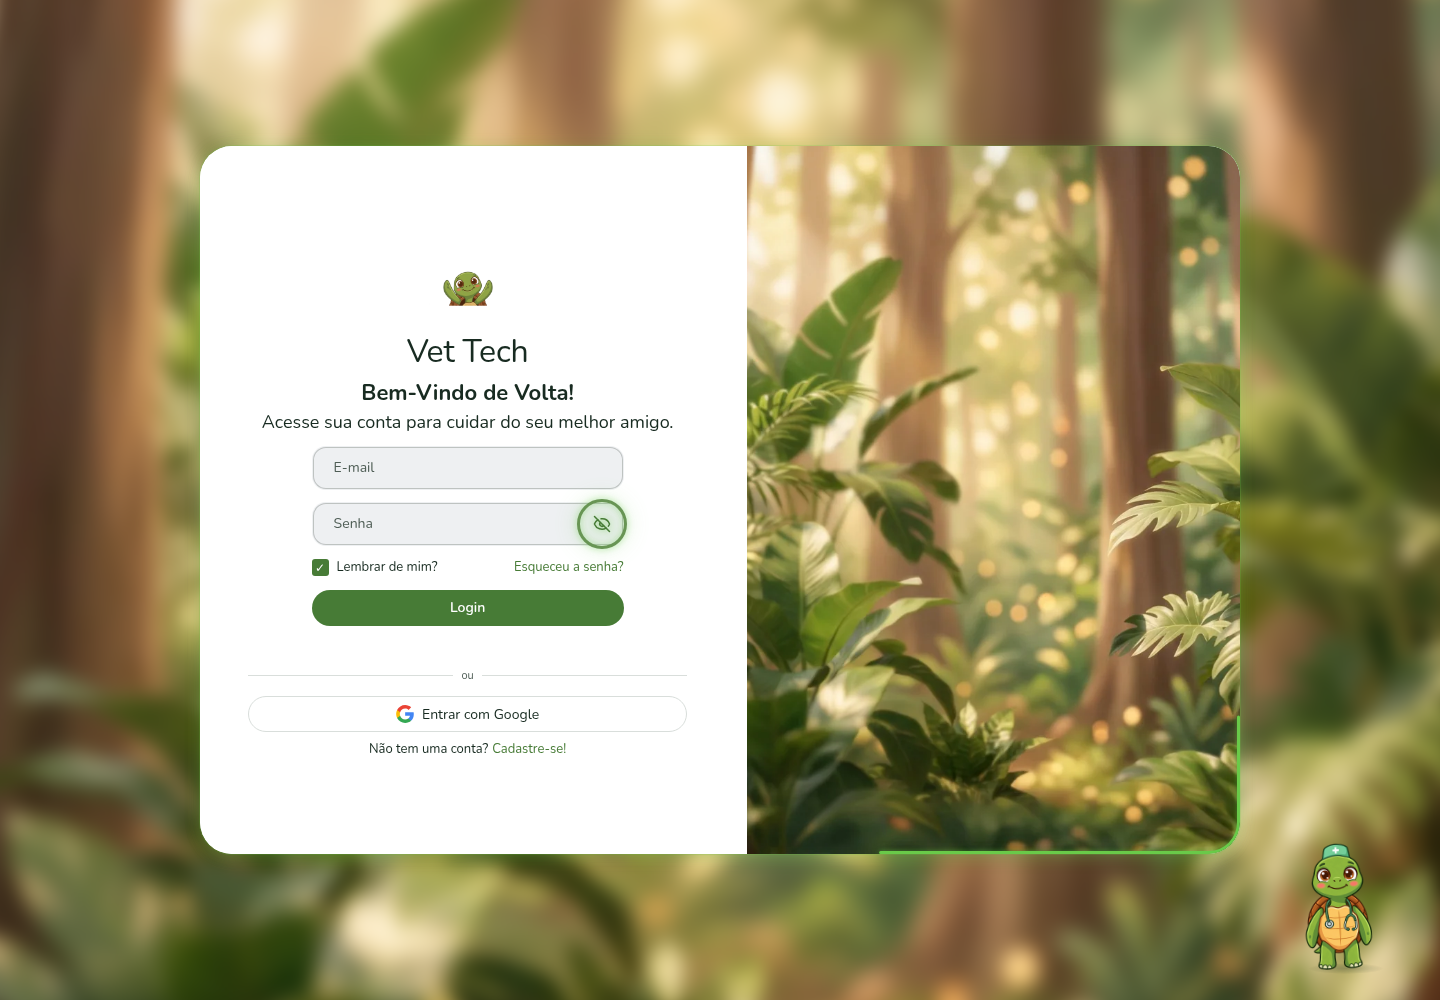 Vet Tech
Bem-Vindo de Volta!
Acesse sua conta para cuidar do seu melhor amigo.
E-mail
Senha
Lembrar de mim? Esqueceu a senha?
Login
ou
Entrar com Google
Não tem uma conta? Cadastre-se!